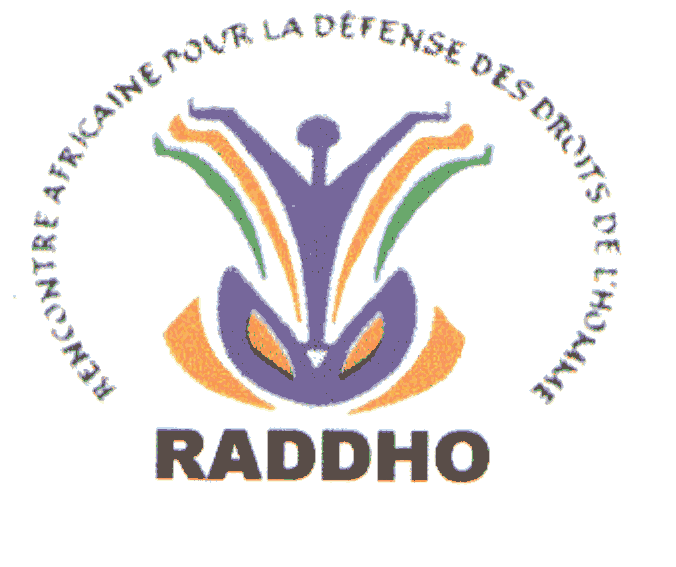 RENCONTRE AFRICAINE POUR LA DÉFENSE DES DROITS DE L'HOMME
RADDHO